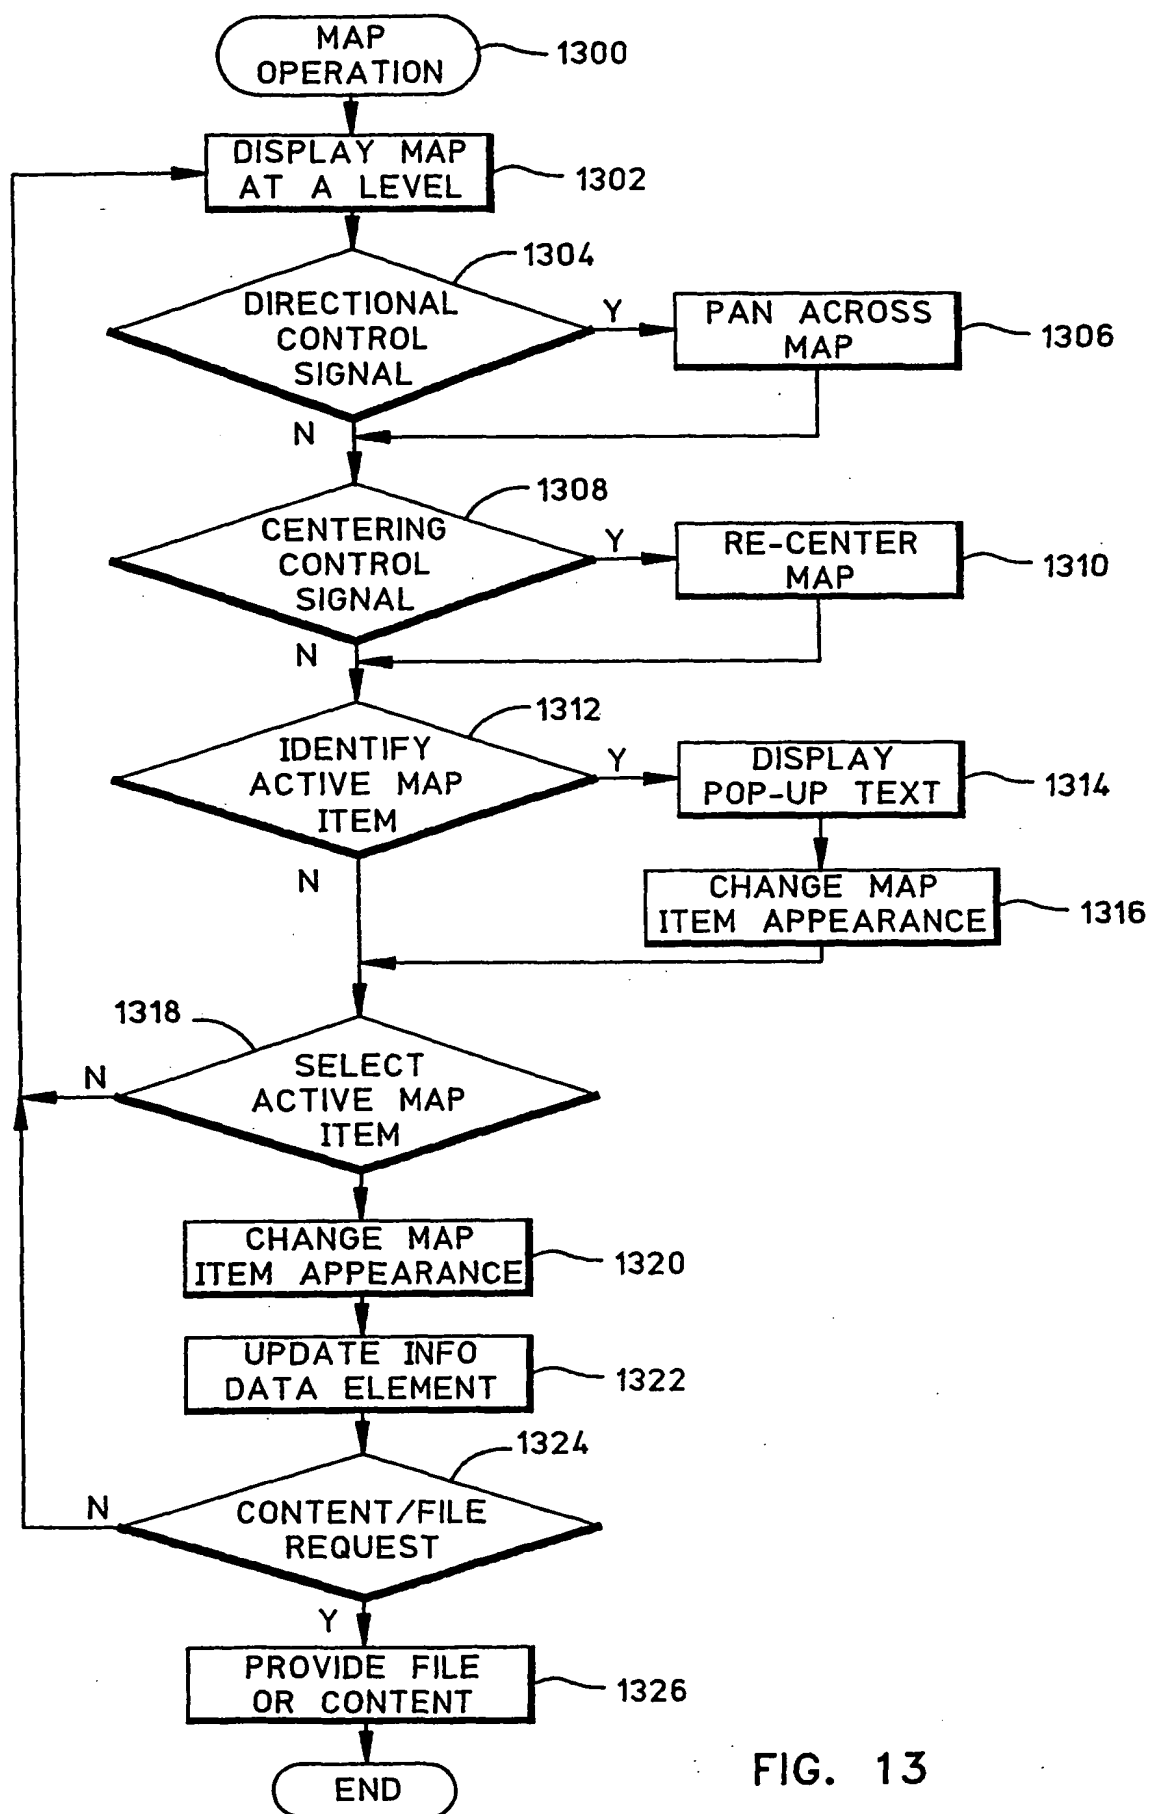 MAP
OPERATION
1300
DISPLAY MAP
AT A LEVEL
1302
1304
DIRECTIONAL
CONTROL
SIGNAL
Y
PAN ACROSS
MAP
1306
N
1308
CENTERING
CONTROL
SIGNAL
Y
RE-CENTER
MAP
1310
N
1312
IDENTIFY
ACTIVE MAP
ITEM
Y
DISPLAY
POP-UP TEXT
1314
N
CHANGE MAP
ITEM APPEARANCE
1316
1318
SELECT
ACTIVE MAP
ITEM
N
CHANGE MAP
ITEM APPEARANCE
1320
UPDATE INFO
DATA ELEMENT
1322
1324
CONTENT/FILE
REQUEST
N
Y
PROVIDE FILE
OR CONTENT
1326
END
FIG. 13